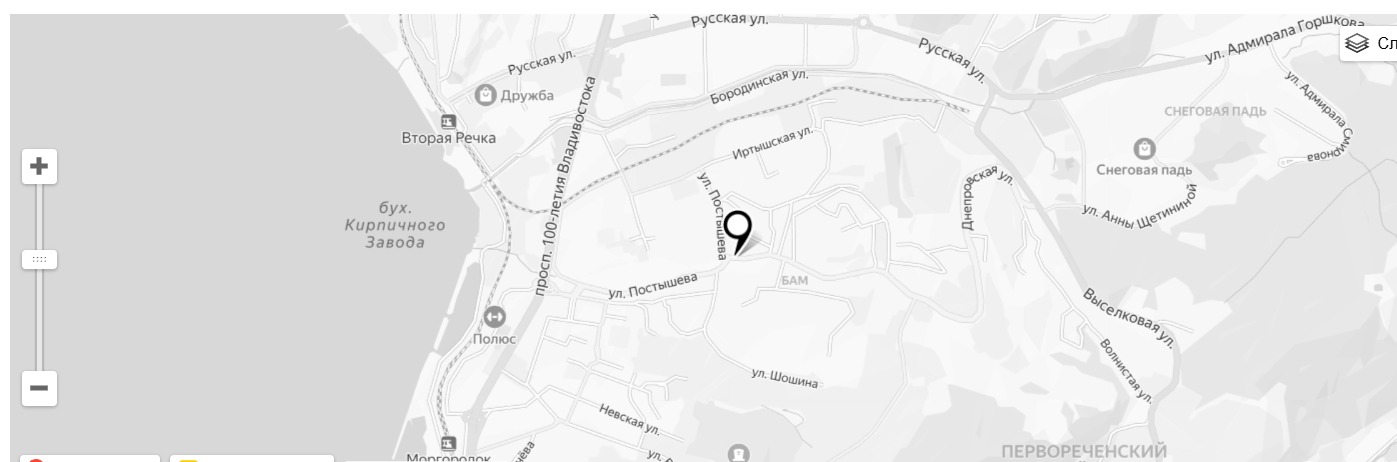 Русская ул.
Русская ул.
ул. Адмирала Горшкова
Сл
Русская ул.
Бородинская ул.
Дружба
ул. Адмирала Смирнова
СНЕГОВАЯ ПАДЬ
Вторая Речка
просп. 100-летия Владивостока
Иртышская ул.
Снеговая падь
ул. Постышева
Днепровская ул.
ул. Анны Щетининой
бух.
Кирпичного
Завода
ул. Постышева
БАМ
Выселковая ул.
Полюс
Волнистая ул.
ул. Шошина
Невская ул.
ПЕРВОРЕЧЕНСКИЙ
Моргородок